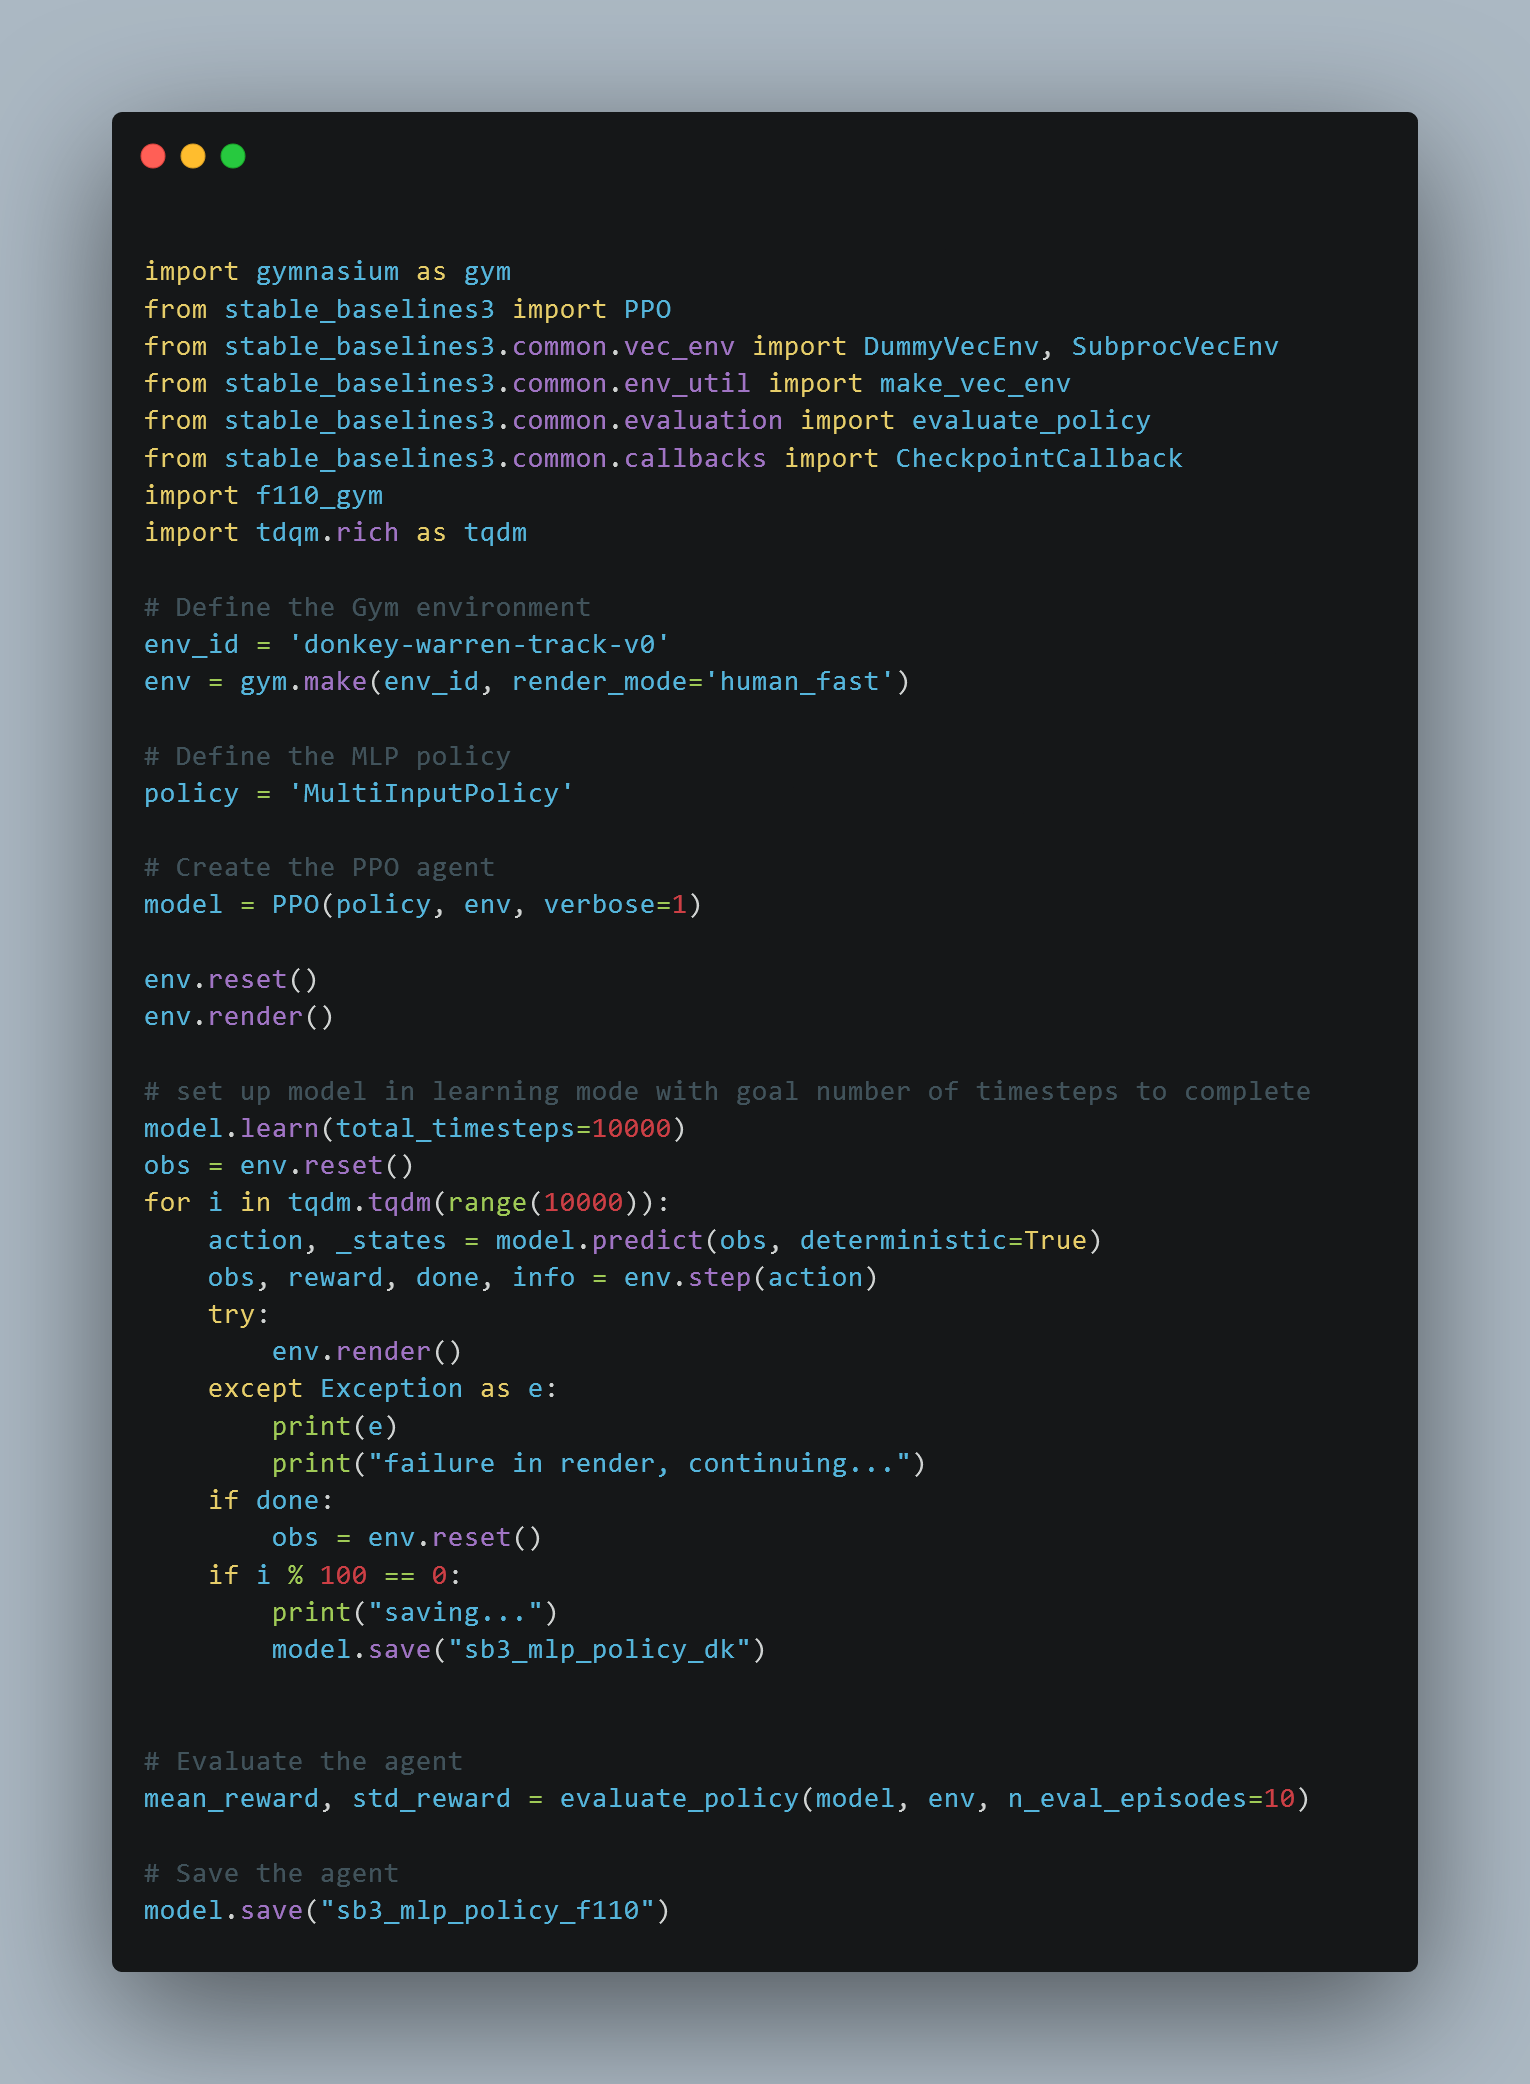 import gymnasium as gym
from stable_baselines3 import PPO
from stable_baselines3.common.vec_env import DummyVecEnv, SubprocVecEnv
from stable_baselines3.common.env_util import make_vec_env
from stable_baselines3.common.evaluation import evaluate_policy
from stable_baselines3.common.callbacks import CheckpointCallback
import f110_gym
import tdqm.rich as tqdm

# Define the Gym environment
env_id = 'donkey-warren-track-v0'
env = gym.make(env_id, render_mode='human_fast')

# Define the MLP policy
policy = 'MultiInputPolicy'

# Create the PPO agent
model = PPO(policy, env, verbose=1)

env.reset()
env.render()

# set up model in learning mode with goal number of timesteps to complete
model.learn(total_timesteps=10000)
obs = env.reset()
for i in tqdm.tqdm(range(10000)):
    action, _states = model.predict(obs, deterministic=True)
    obs, reward, done, info = env.step(action)
    try:
        env.render()
    except Exception as e:
        print(e)
        print("failure in render, continuing...")
    if done:
        obs = env.reset()
    if i % 100 == 0:
        print("saving...")
        model.save("sb3_mlp_policy_dk")

# Evaluate the agent
mean_reward, std_reward = evaluate_policy(model, env, n_eval_episodes=10)

# Save the agent
model.save("sb3_mlp_policy_f110")